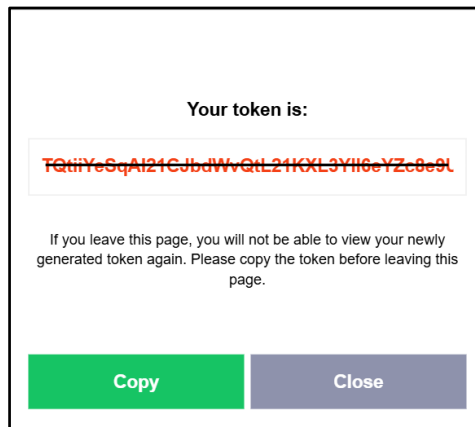 Your token is:
If you leave this page, you will not be able to view your newly
generated token again. Please copy the token before leaving this
page.
Copy
Close